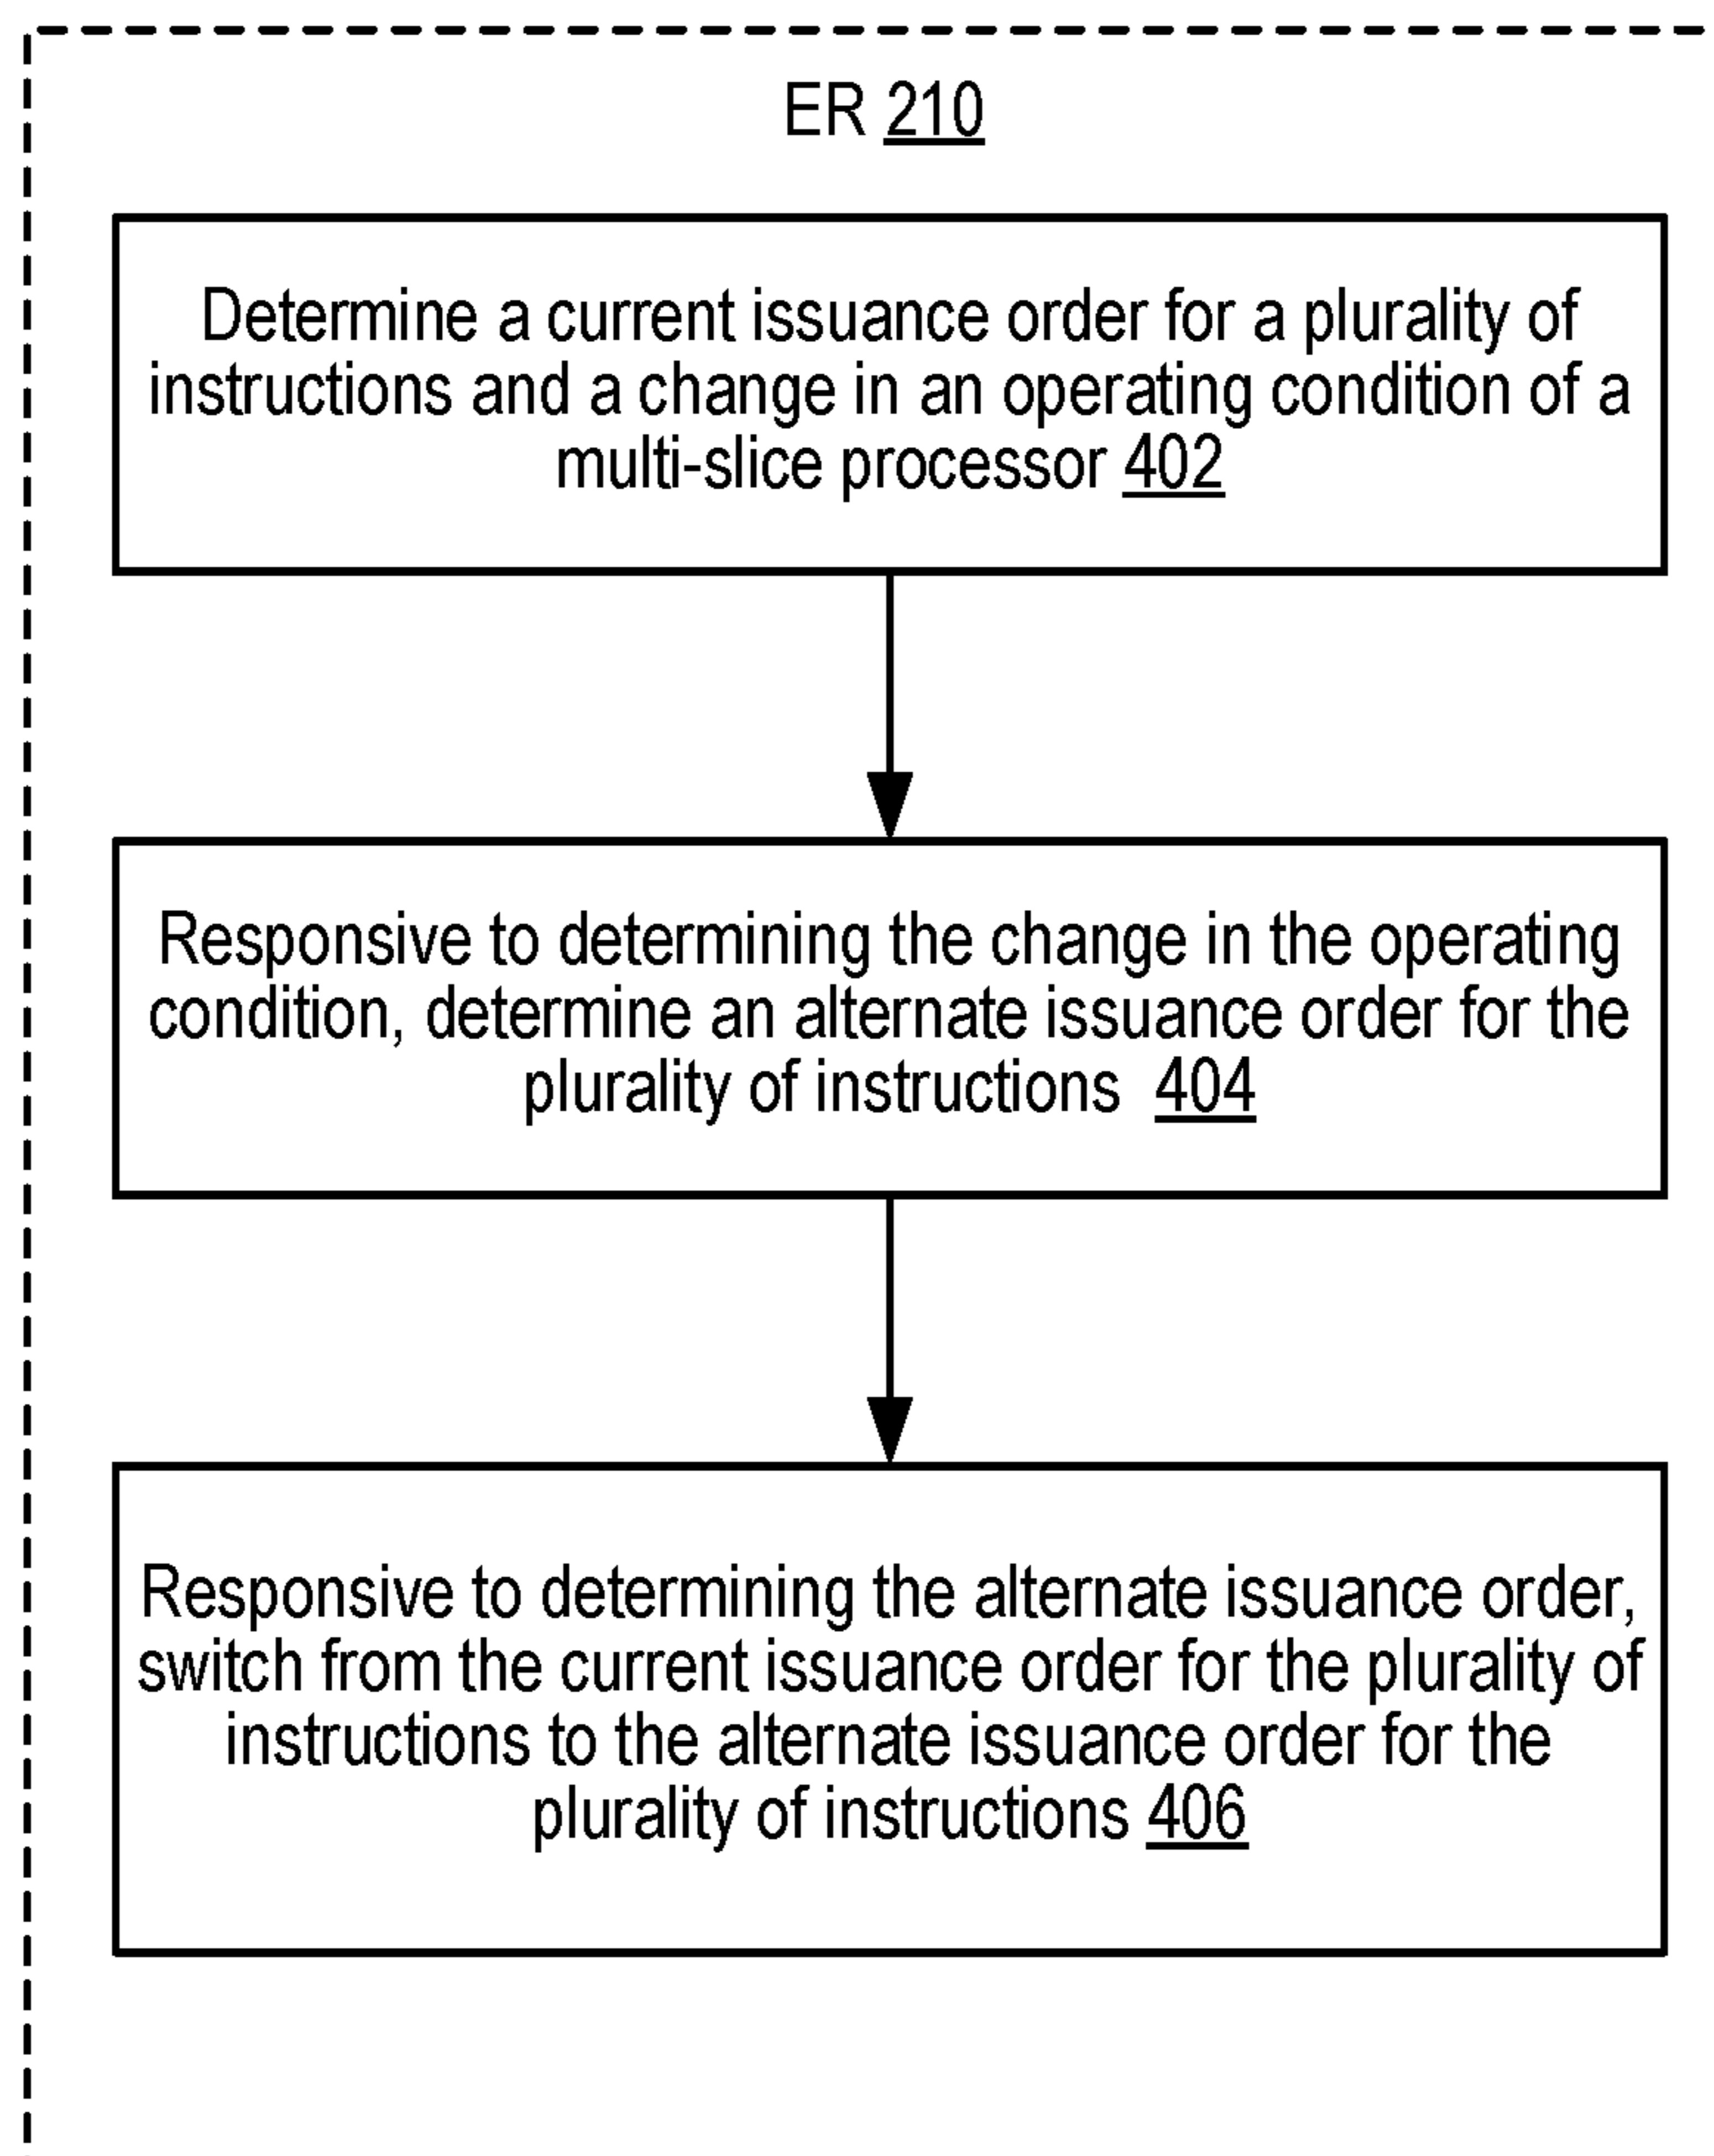 ER 210
Determine a current issuance order for a plurality of
instructions and a change in an operating condition of a
multi-slice processor 402
Responsive to determining the change in the operating
condition, determine an alternate issuance order for the
plurality of instructions 404
Responsive to determining the alternate issuance order,
switch from the current issuance order for the plurality of
instructions to the alternate issuance order for the
plurality of instructions 406